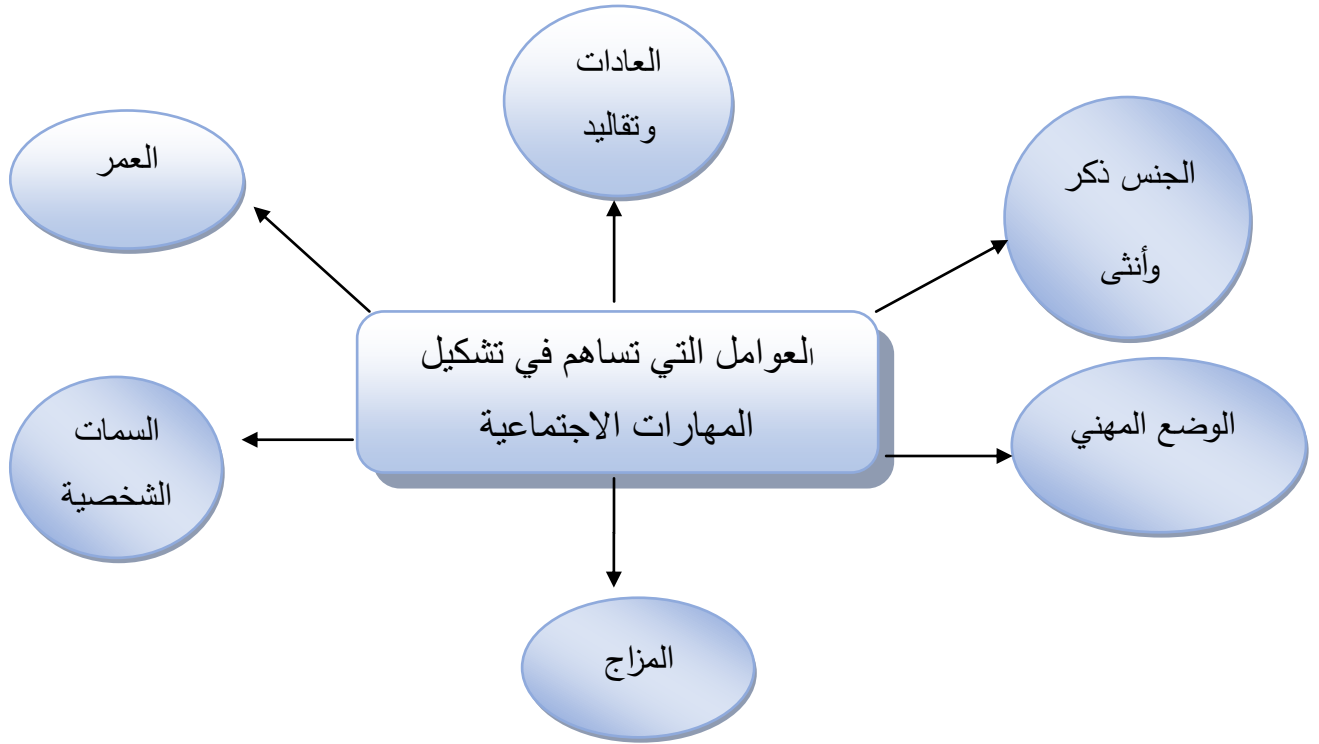 العادات
وتقاليد
الجنس ذكر
وأنثى
العمر
العوامل التي تساهم في تشكيل
المهارات الاجتماعية
الوضع المهني
السمات
الشخصية
المزاج